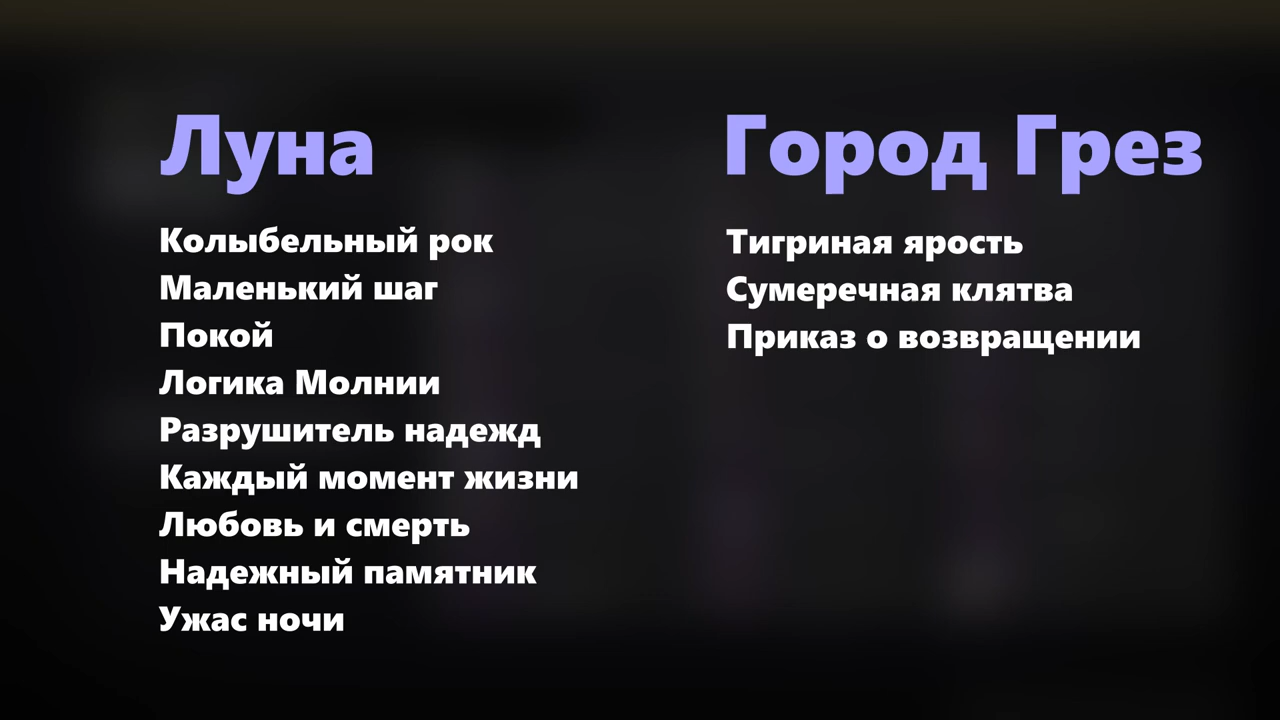 Луна
Колыбельный рок
Маленький шаг
Покой
Логика Молнии
Разрушитель надежд
Каждый момент жизни
Любовь и смерть
Надежный памятник
Ужас ночи
Город Грез
Тигриная ярость
Сумеречная клятва
Приказ о возвращении